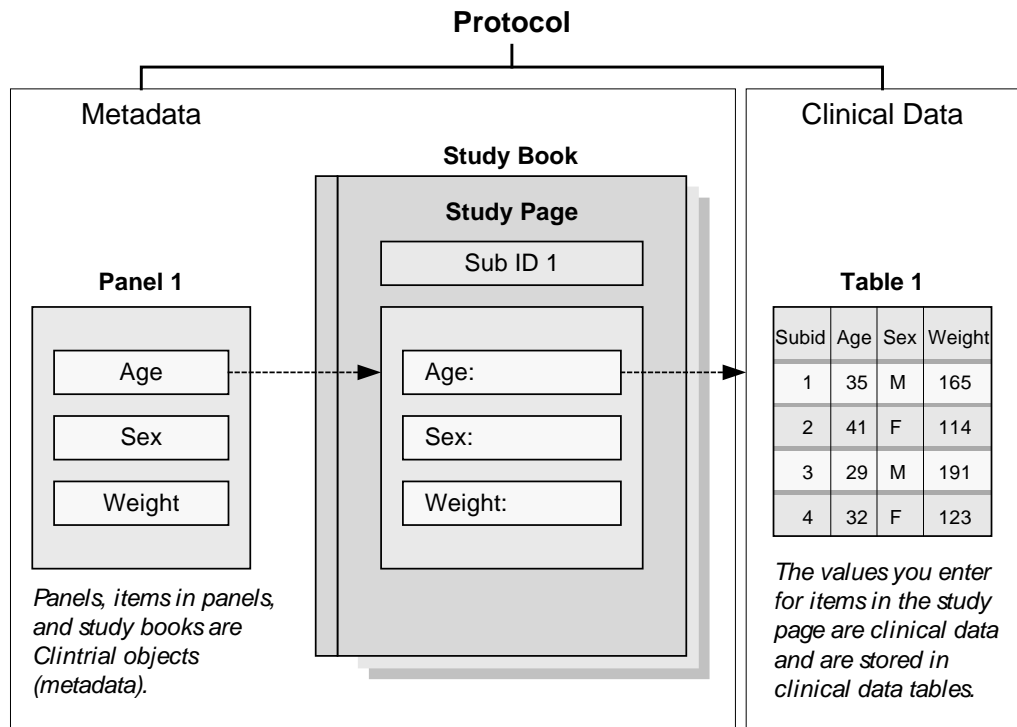 Protocol
Metadata
Clinical Data
Study Book
Study Page
Sub ID 1
Panel 1
Age
Sex
Weight
Age:
Sex:
Weight:
Table 1
Subid Age Sex Weight
1 35 M 165
2 41 F 114
3 29 M 191
4 32 F 123
Panels, items in panels,
and study books are
Clintrial objects
(metadata).
The values you enter
for items in the study
page are clinical data
and are stored in
clinical data tables.